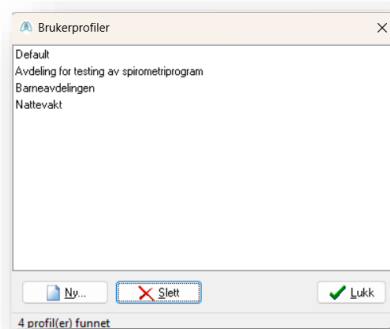 Brukerprofiler
Default
Avdeling for testing av spirometriprogram
Barneavdelingen
Nattevakt
Ny...
Slett
Lukk
4 profil(er) funnet